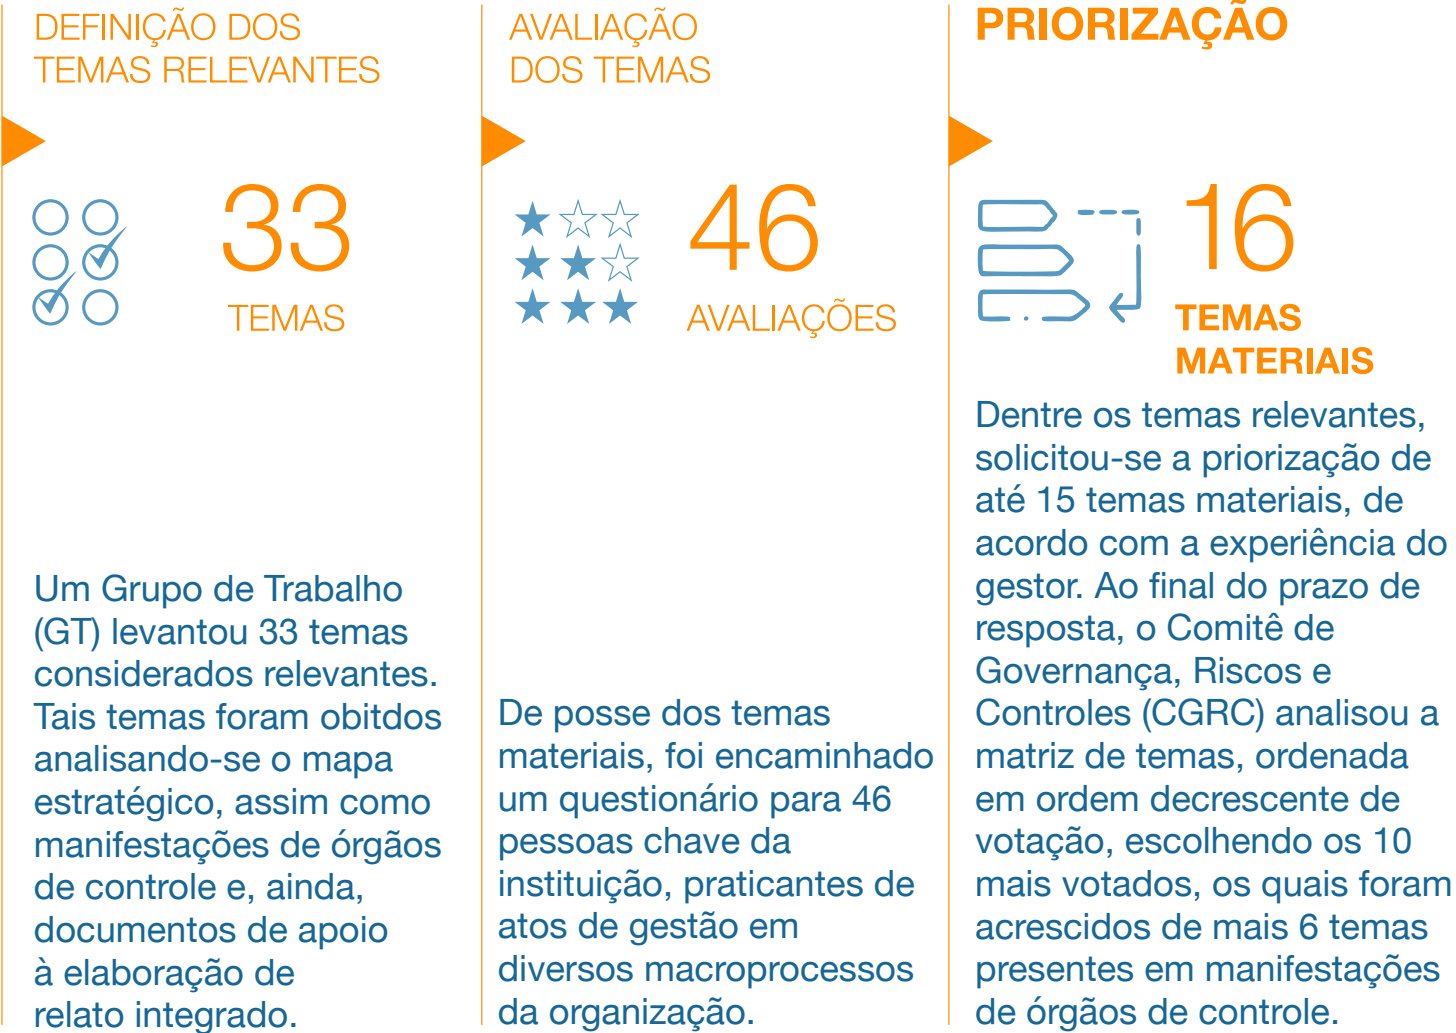 DEFINIÇÃO DOS
TEMAS RELEVANTES
33
TEMAS
Um Grupo de Trabalho
(GT) levantou 33 temas
considerados relevantes.
Tais temas foram obitdos
analisando-se o mapa
estratégico, assim como
manifestações de órgãos
de controle e, ainda,
documentos de apoio
à elaboração de
relato integrado.
AVALIAÇÃO
DOS TEMAS
46
AVALIAÇÕES
De posse dos temas
materiais, foi encaminhado
um questionário para 46
pessoas chave da
instituição, praticantes de
atos de gestão em
diversos macroprocessos
da organização.
PRIORIZAÇÃO
16
TEMAS
MATERIAIS
Dentre os temas relevantes,
solicitou-se a priorização de
até 15 temas materiais, de
acordo com a experiência do
gestor. Ao final do prazo de
resposta, o Comitê de
Governança, Riscos e
Controles (CGRC) analisou a
matriz de temas, ordenada
em ordem decrescente de
votação, escolhendo os 10
mais votados, os quais foram
acrescidos de mais 6 temas
presentes em manifestações
de órgãos de controle.